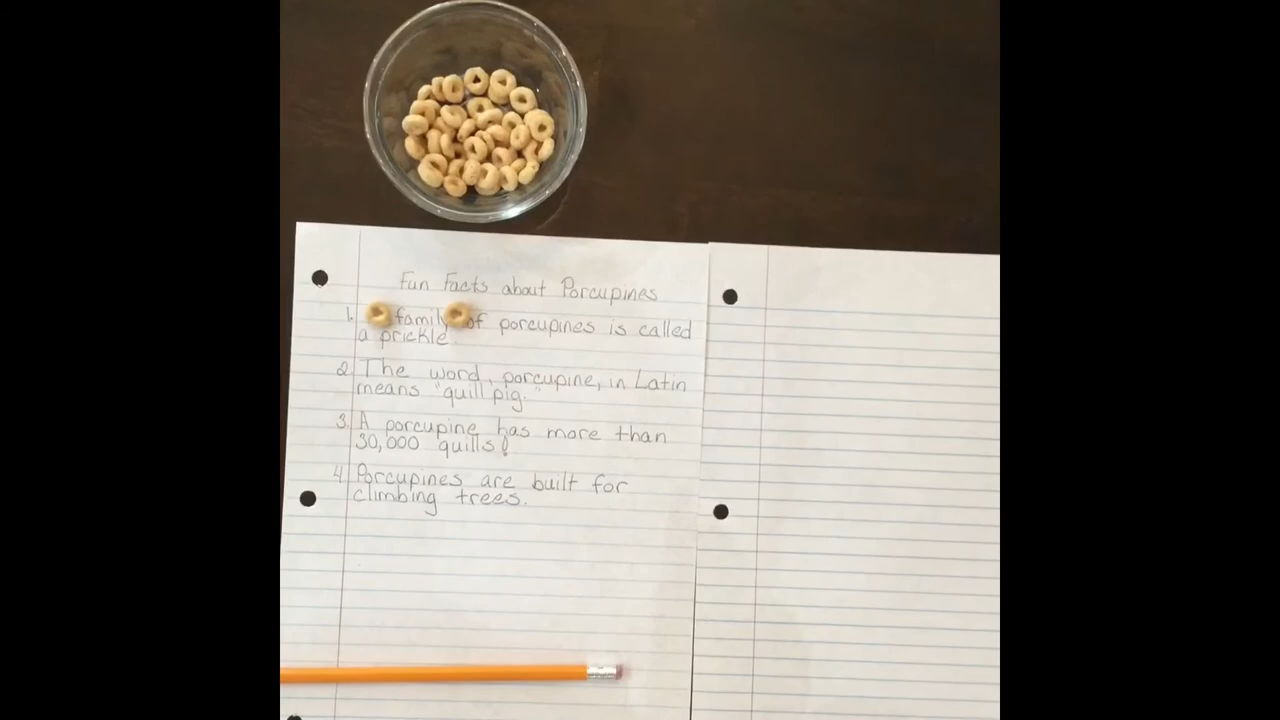 Fun Facts about Porcupines
1. family of porcupines is called
a prickle.
2. The word, porcupine, in Latin
means "quill pig."
3. A porcupine has more than
30,000 quills!
4. Porcupines are built for
climbing trees.